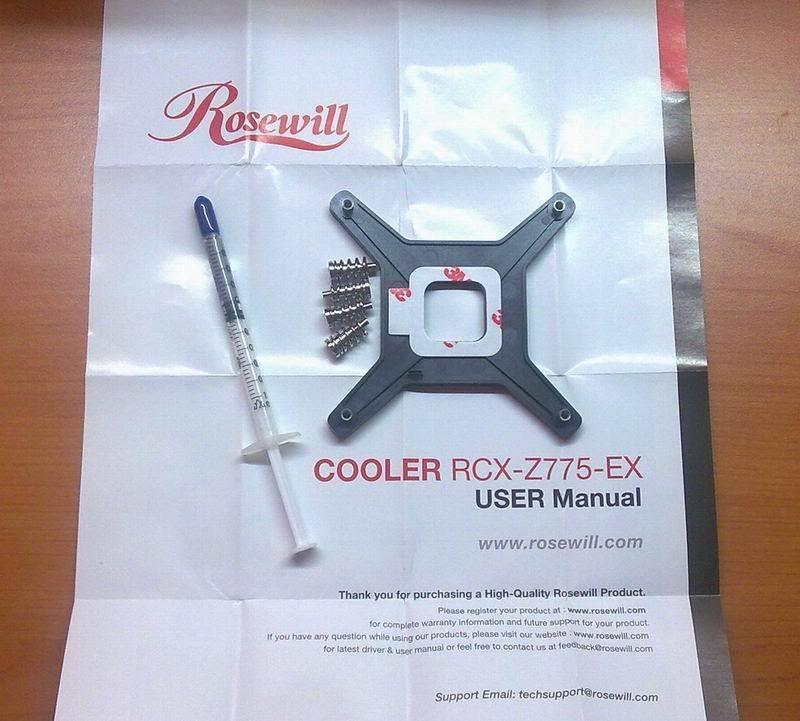 Rosewill
3M
COOLER RCX-Z775-EX
USER Manual
www.rosewill.com
Thank you for purchasing a High-Quality Rosewill Product.
Please register your product at : www.rosewill.com
for complete warranty information and future support for your product.
If you have any question while using our products, please visit our website : www.rosewill.com
for latest driver & user manual or feel free to contact us at feedback@rosewill.com
Support Email: techsupport@rosewill.com